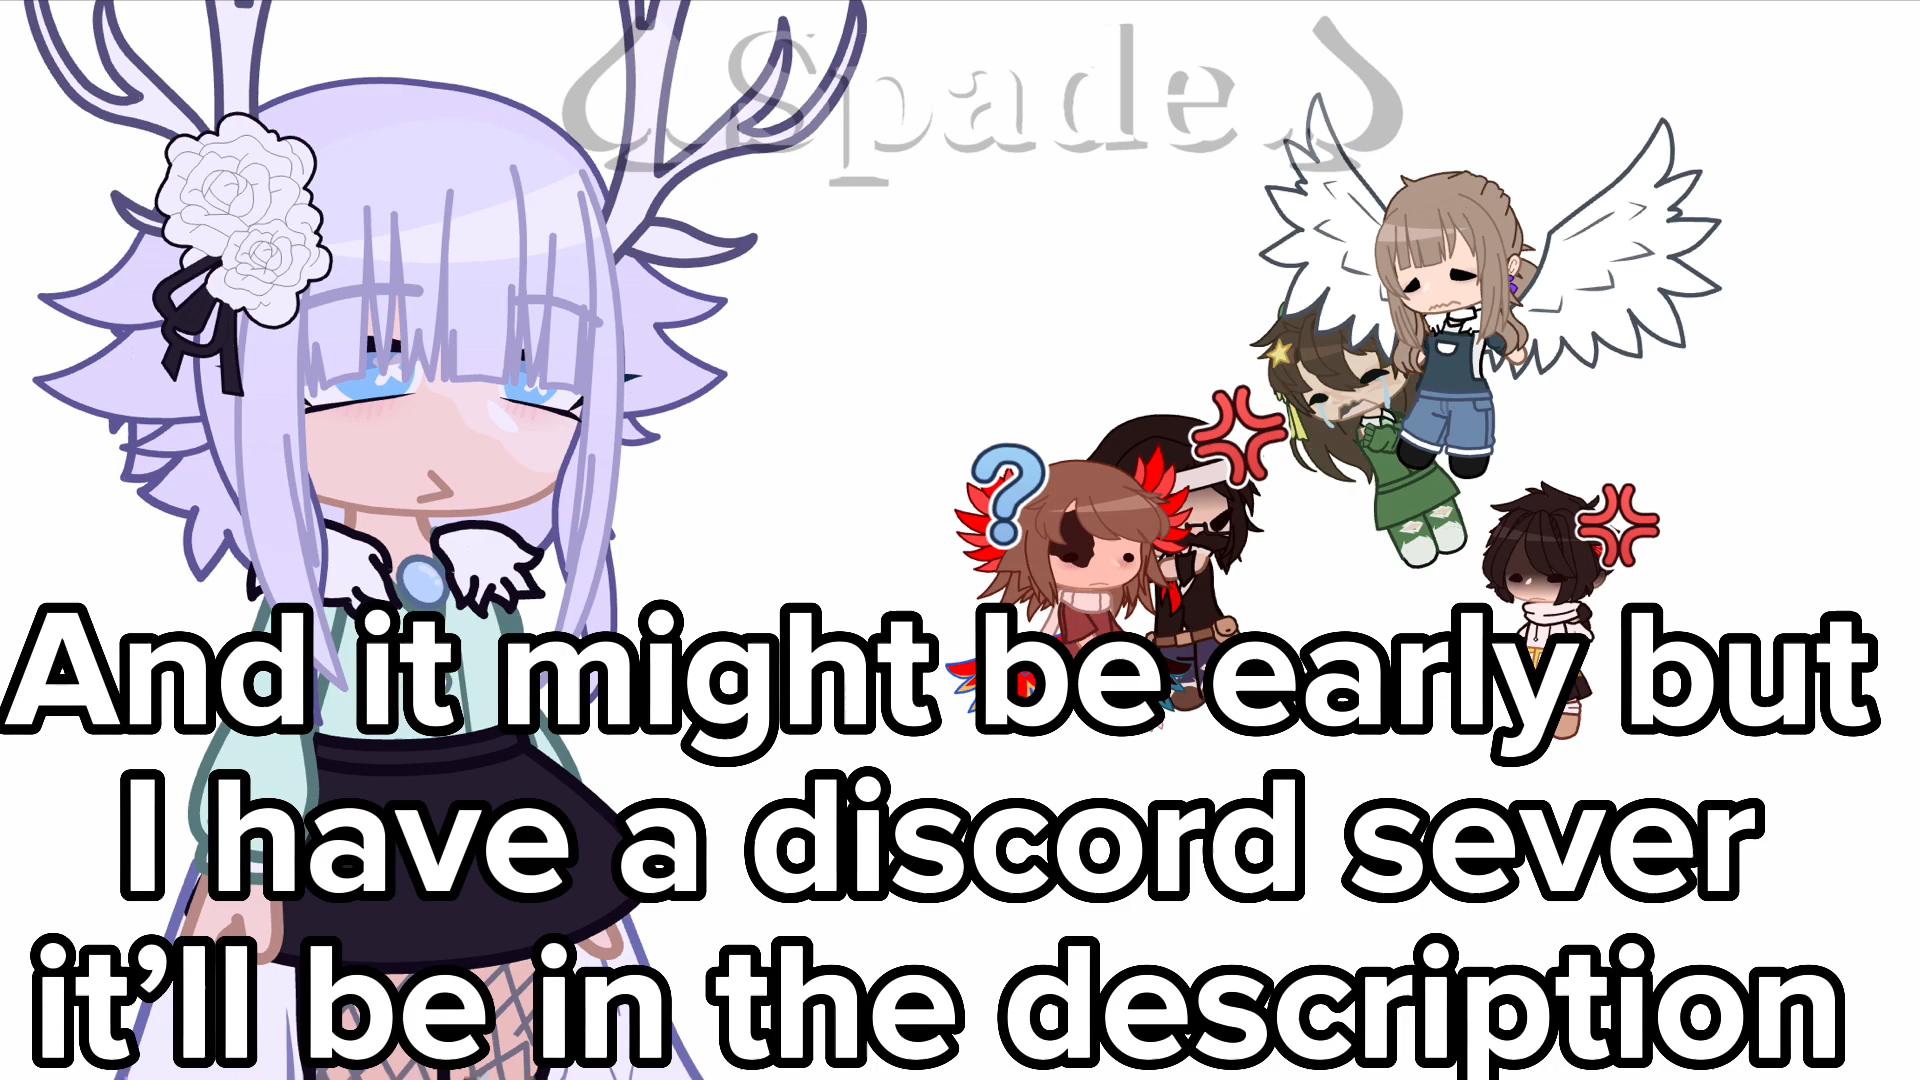 Spade
?
And it might be early but
I have a discord sever
it’ll be in the description